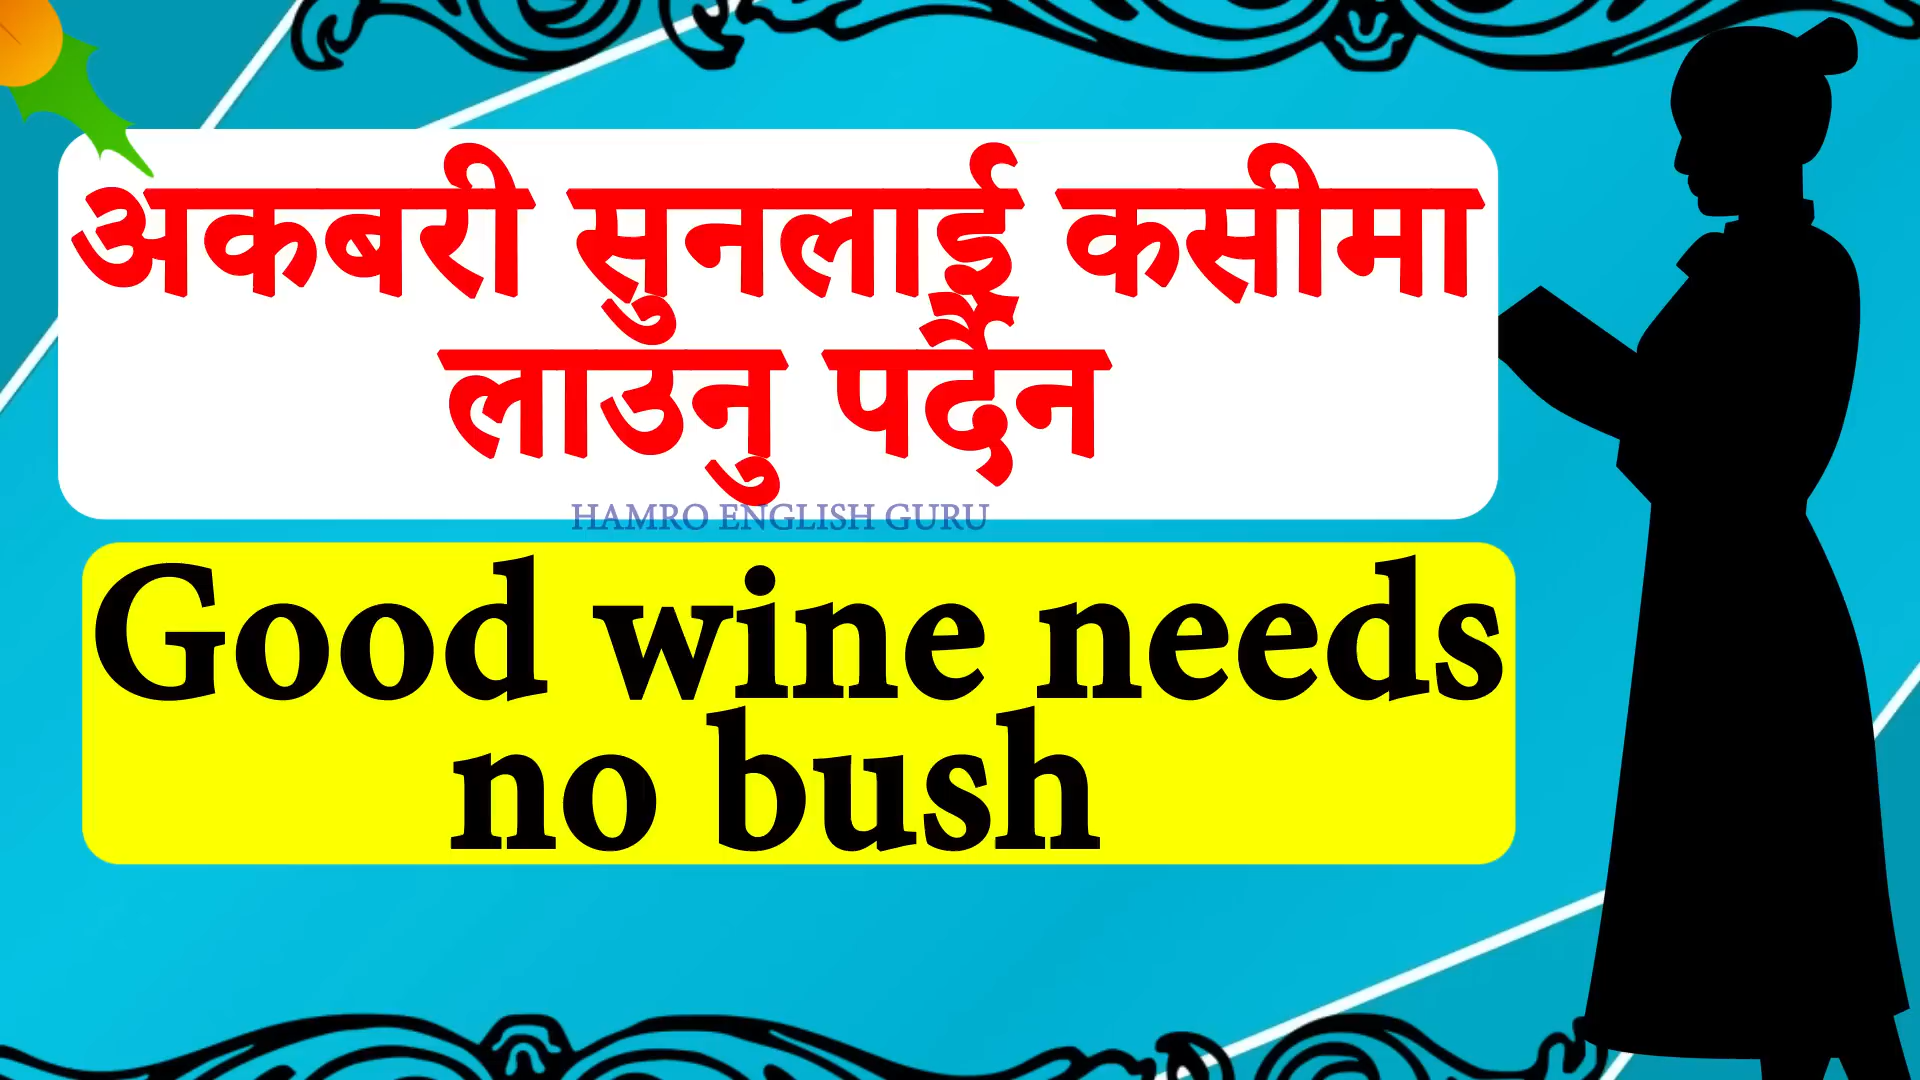 अकबरी सुनलाई कसीमा
लाउनु पर्दैन
HAMRO ENGLISH GURU
Good wine needs
no bush